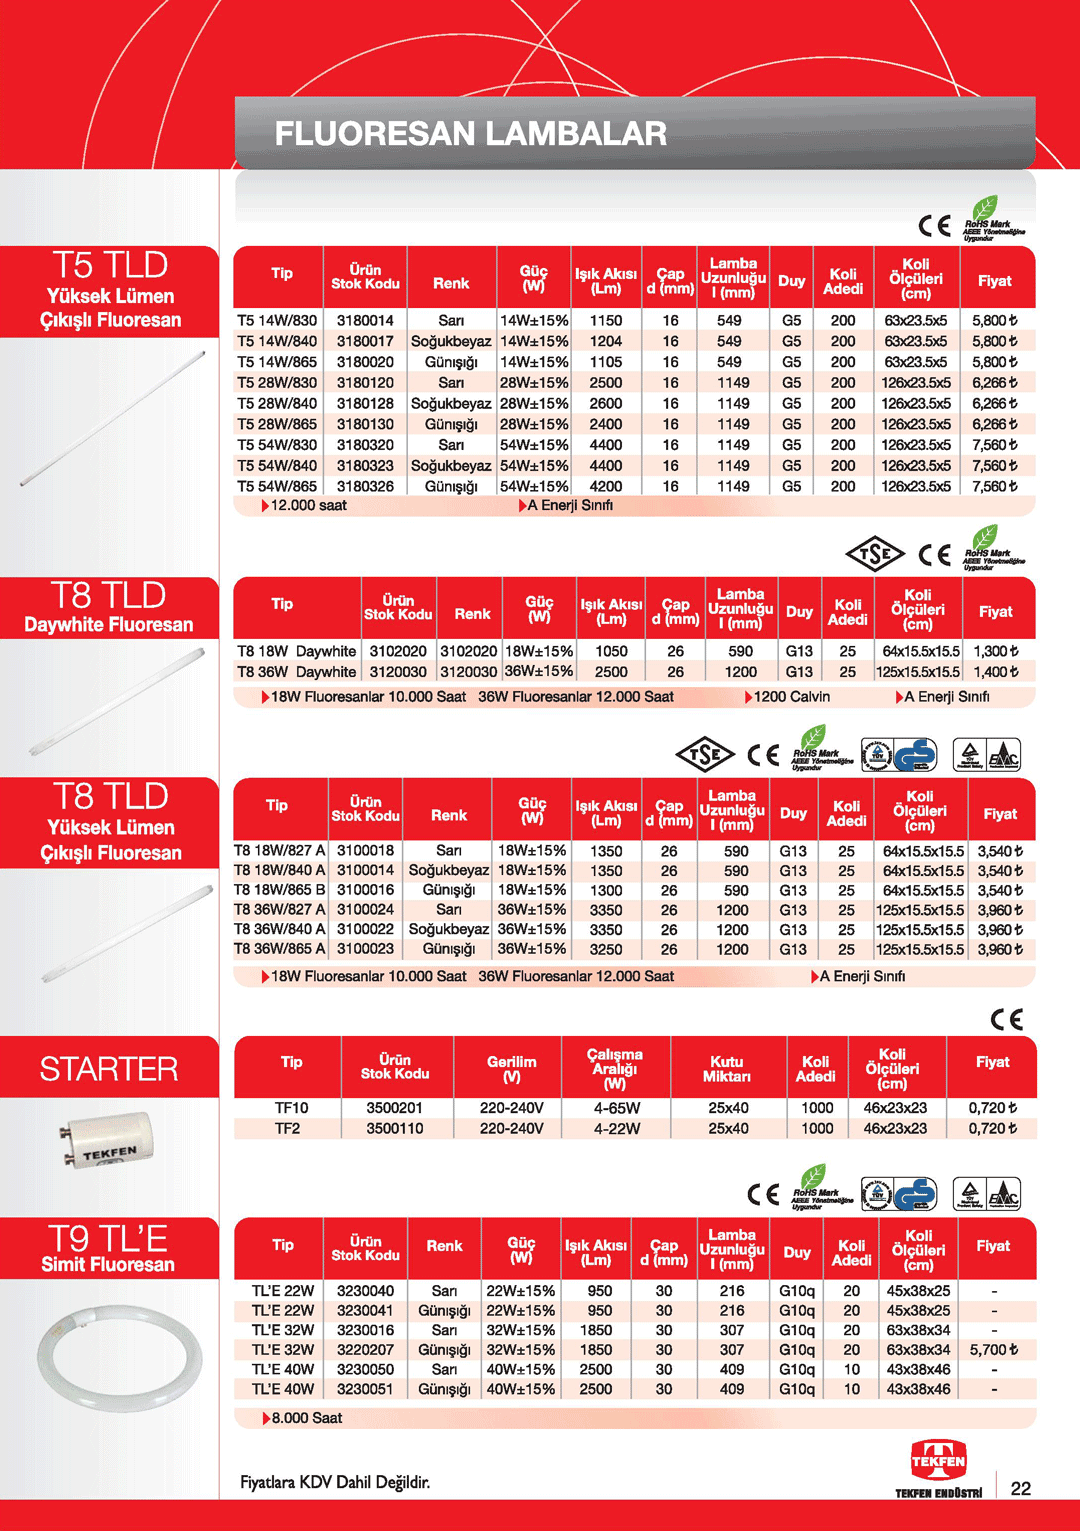 FLUORESAN LAMBALAR
CE RoHS Mark
AEEE Yönetmeliğine
Uygundur
T5 TLD
Yüksek Lümen
Çıkışlı Fluoresan
Tip Ürün Stok Kodu Renk Güç (W) Işık Akısı (Lm) Çap d (mm) Lamba Uzunluğu I (mm) Duy Koli Adedi Koli Ölçüleri (cm) Fiyat
T5 14W/830 3180014 Sarı 14W±15% 1150 16 549 G5 200 63x23.5x5 5,800 ₺
T5 14W/840 3180017 Soğukbeyaz 14W±15% 1204 16 549 G5 200 63x23.5x5 5,800 ₺
T5 14W/865 3180020 Günışığı 14W±15% 1105 16 549 G5 200 63x23.5x5 5,800 ₺
T5 28W/830 3180120 Sarı 28W±15% 2500 16 1149 G5 200 126x23.5x5 6,266 ₺
T5 28W/840 3180128 Soğukbeyaz 28W±15% 2600 16 1149 G5 200 126x23.5x5 6,266 ₺
T5 28W/865 3180130 Günışığı 28W±15% 2400 16 1149 G5 200 126x23.5x5 6,266 ₺
T5 54W/830 3180320 Sarı 54W±15% 4400 16 1149 G5 200 126x23.5x5 7,560 ₺
T5 54W/840 3180323 Soğukbeyaz 54W±15% 4400 16 1149 G5 200 126x23.5x5 7,560 ₺
T5 54W/865 3180326 Günışığı 54W±15% 4200 16 1149 G5 200 126x23.5x5 7,560 ₺
12.000 saat A Enerji Sınıfı
TSE CE RoHS Mark
AEEE Yönetmeliğine
Uygundur
T8 TLD
Daywhite Fluoresan
Tip Ürün Stok Kodu Renk Güç (W) Işık Akısı (Lm) Çap d (mm) Lamba Uzunluğu I (mm) Duy Koli Adedi Koli Ölçüleri (cm) Fiyat
T8 18W Daywhite 3102020 3102020 18W±15% 1050 26 590 G13 25 64x15.5x15.5 1,300 ₺
T8 36W Daywhite 3120030 3120030 36W±15% 2500 26 1200 G13 25 125x15.5x15.5 1,400 ₺
18W Fluoresanlar 10.000 Saat 36W Fluoresanlar 12.000 Saat 1200 Calvin A Enerji Sınıfı
TSE CE RoHS Mark
AEEE Yönetmeliğine
Uygundur
TÜV GS TÜV EMC
T8 TLD
Yüksek Lümen
Çıkışlı Fluoresan
Tip Ürün Stok Kodu Renk Güç (W) Işık Akısı (Lm) Çap d (mm) Lamba Uzunluğu I (mm) Duy Koli Adedi Koli Ölçüleri (cm) Fiyat
T8 18W/827 A 3100018 Sarı 18W±15% 1350 26 590 G13 25 64x15.5x15.5 3,540 ₺
T8 18W/840 A 3100014 Soğukbeyaz 18W±15% 1350 26 590 G13 25 64x15.5x15.5 3,540 ₺
T8 18W/865 B 3100016 Günışığı 18W±15% 1300 26 590 G13 25 64x15.5x15.5 3,540 ₺
T8 36W/827 A 3100024 Sarı 36W±15% 3350 26 1200 G13 25 125x15.5x15.5 3,960 ₺
T8 36W/840 A 3100022 Soğukbeyaz 36W±15% 3350 26 1200 G13 25 125x15.5x15.5 3,960 ₺
T8 36W/865 A 3100023 Günışığı 36W±15% 3250 26 1200 G13 25 125x15.5x15.5 3,960 ₺
18W Fluoresanlar 10.000 Saat 36W Fluoresanlar 12.000 Saat A Enerji Sınıfı
CE
STARTER
TEKFEN
Tip Ürün Stok Kodu Gerilim (V) Çalışma Aralığı (W) Kutu Miktarı Koli Adedi Koli Ölçüleri (cm) Fiyat
TF10 3500201 220-240V 4-65W 25x40 1000 46x23x23 0,720 ₺
TF2 3500110 220-240V 4-22W 25x40 1000 46x23x23 0,720 ₺
CE RoHS Mark
AEEE Yönetmeliğine
Uygundur
TÜV GS TÜV EMC
T9 TL’E
Simit Fluoresan
Tip Ürün Stok Kodu Renk Güç (W) Işık Akısı (Lm) Çap d (mm) Lamba Uzunluğu I (mm) Duy Koli Adedi Koli Ölçüleri (cm) Fiyat
TL’E 22W 3230040 Sarı 22W±15% 950 30 216 G10q 20 45x38x25 -
TL’E 22W 3230041 Günışığı 22W±15% 950 30 216 G10q 20 45x38x25 -
TL’E 32W 3230016 Sarı 32W±15% 1850 30 307 G10q 20 63x38x34 -
TL’E 32W 3220207 Günışığı 32W±15% 1850 30 307 G10q 20 63x38x34 5,700 ₺
TL’E 40W 3230050 Sarı 40W±15% 2500 30 409 G10q 10 43x38x46 -
TL’E 40W 3230051 Günışığı 40W±15% 2500 30 409 G10q 10 43x38x46 -
8.000 Saat
Fiyatlara KDV Dahil Değildir.
TEKFEN
TEKFEN ENDÜSTRİ
22